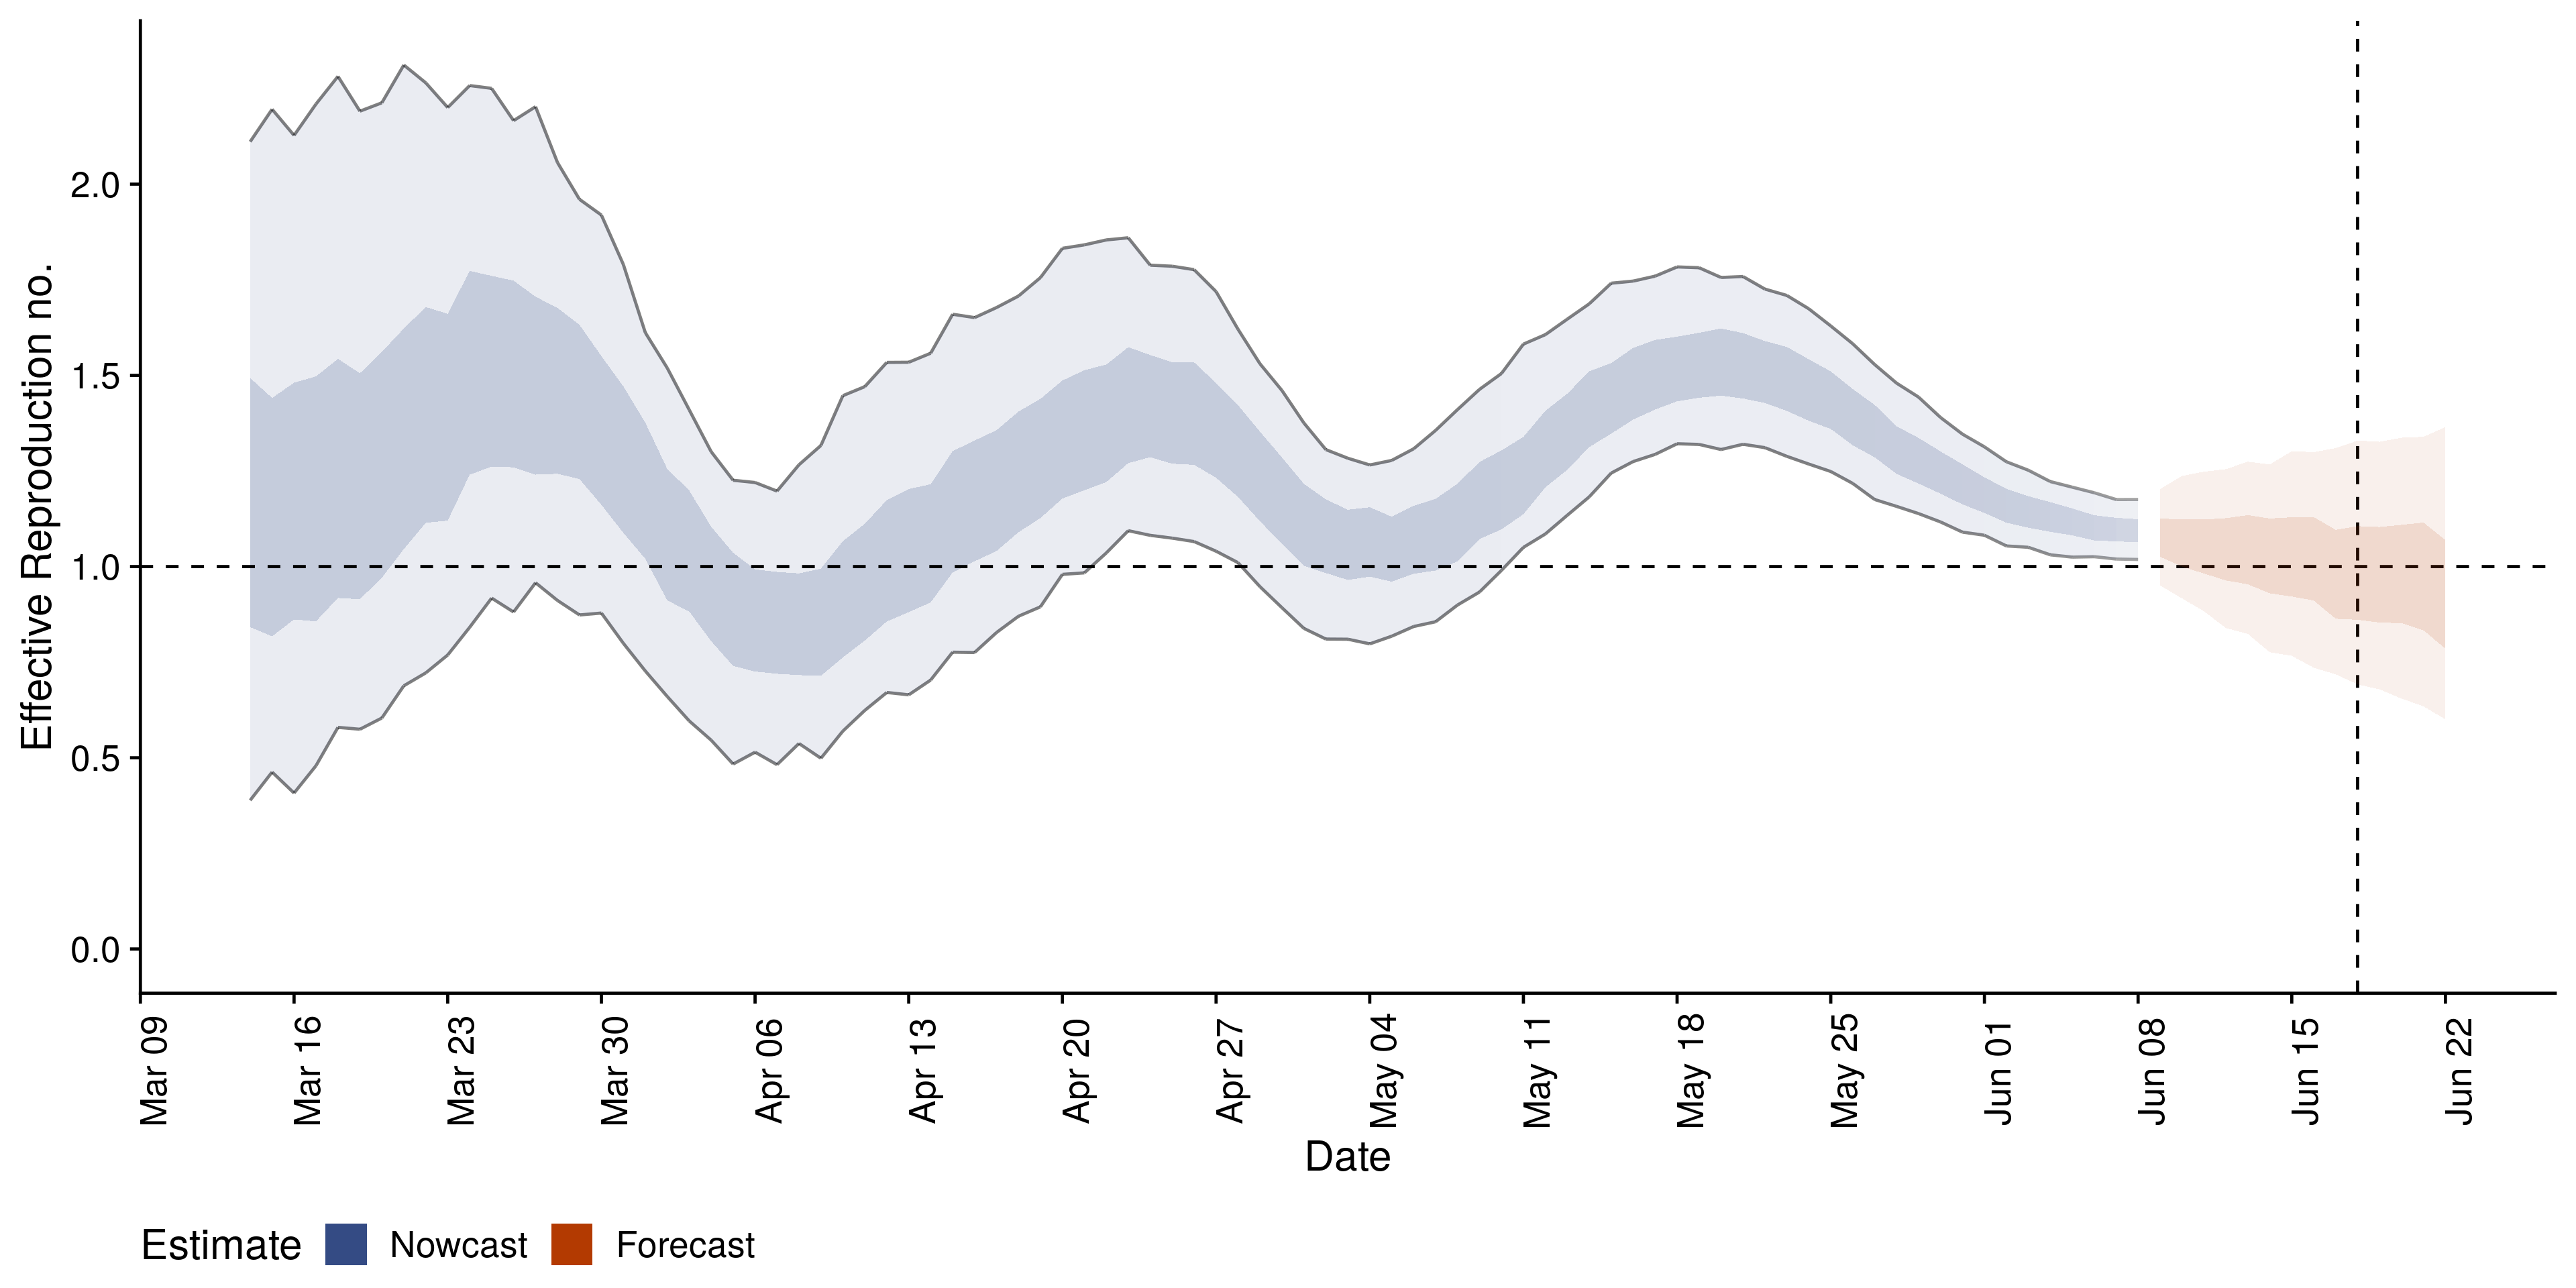 Effective Reproduction no.
2.0
1.5
1.0
0.5
0.0
Mar 09
Mar 16
Mar 23
Mar 30
Apr 06
Apr 13
Apr 20
Apr 27
May 04
May 11
May 18
May 25
Jun 01
Jun 08
Jun 15
Jun 22
Date
Estimate Nowcast Forecast